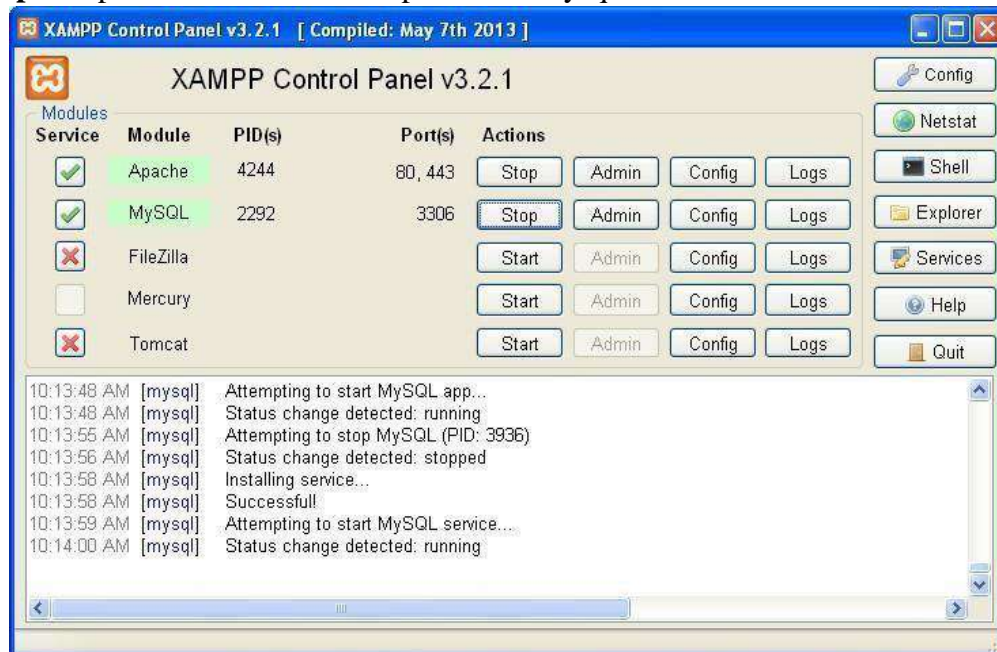 XAMPP Control Panel v3.2.1 [ Compiled: May 7th 2013 ]
XAMPP Control Panel v3.2.1
Config
Modules
Service Module PID(s) Port(s) Actions
Netstat
Apache 4244 80, 443 Stop Admin Config Logs
Shell
MySQL 2292 3306 Stop Admin Config Logs
Explorer
FileZilla Start Admin Config Logs
Services
Mercury Start Admin Config Logs
Help
Tomcat Start Admin Config Logs
Quit
10:13:48 AM [mysql] Attempting to start MySQL app...
10:13:48 AM [mysql] Status change detected: running
10:13:55 AM [mysql] Attempting to stop MySQL (PID: 3936)
10:13:56 AM [mysql] Status change detected: stopped
10:13:58 AM [mysql] Installing service...
10:13:58 AM [mysql] Successful!
10:13:59 AM [mysql] Attempting to start MySQL service...
10:14:00 AM [mysql] Status change detected: running